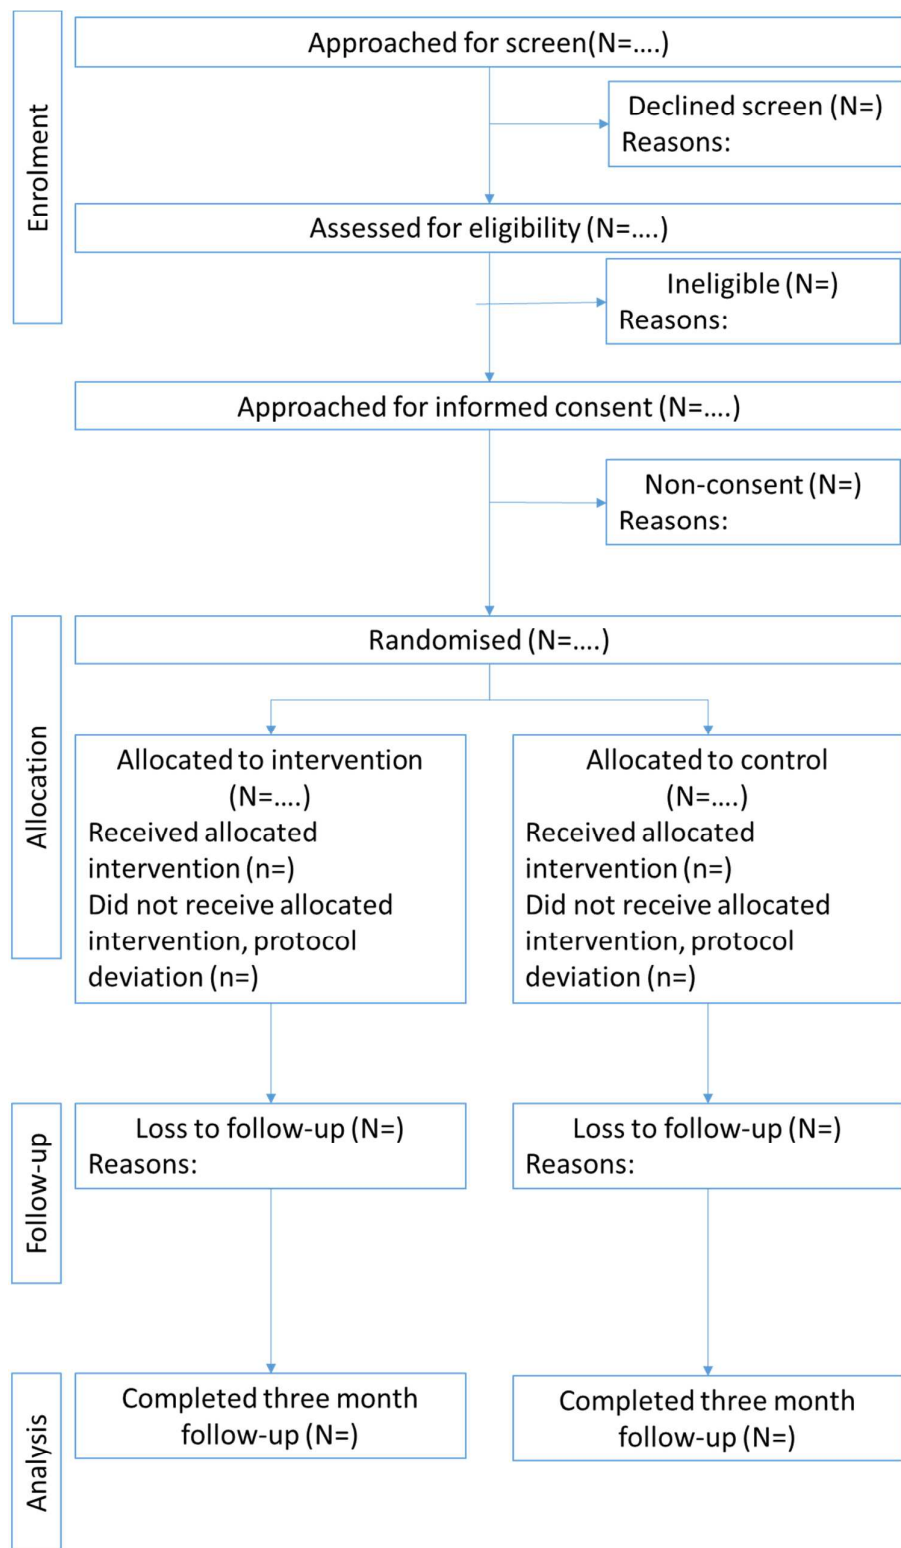 Enrolment
Approached for screen(N=....)
Declined screen (N=)
Reasons:
Assessed for eligibility (N=....)
Ineligible (N=)
Reasons:
Approached for informed consent (N=....)
Non-consent (N=)
Reasons:
Allocation
Randomised (N=....)
Allocated to intervention
(N=....)
Received allocated
intervention (n=)
Did not receive allocated
intervention, protocol
deviation (n=)
Allocated to control
(N=....)
Received allocated
intervention (n=)
Did not receive allocated
intervention, protocol
deviation (n=)
Follow-up
Loss to follow-up (N=)
Reasons:
Loss to follow-up (N=)
Reasons:
Analysis
Completed three month
follow-up (N=)
Completed three month
follow-up (N=)